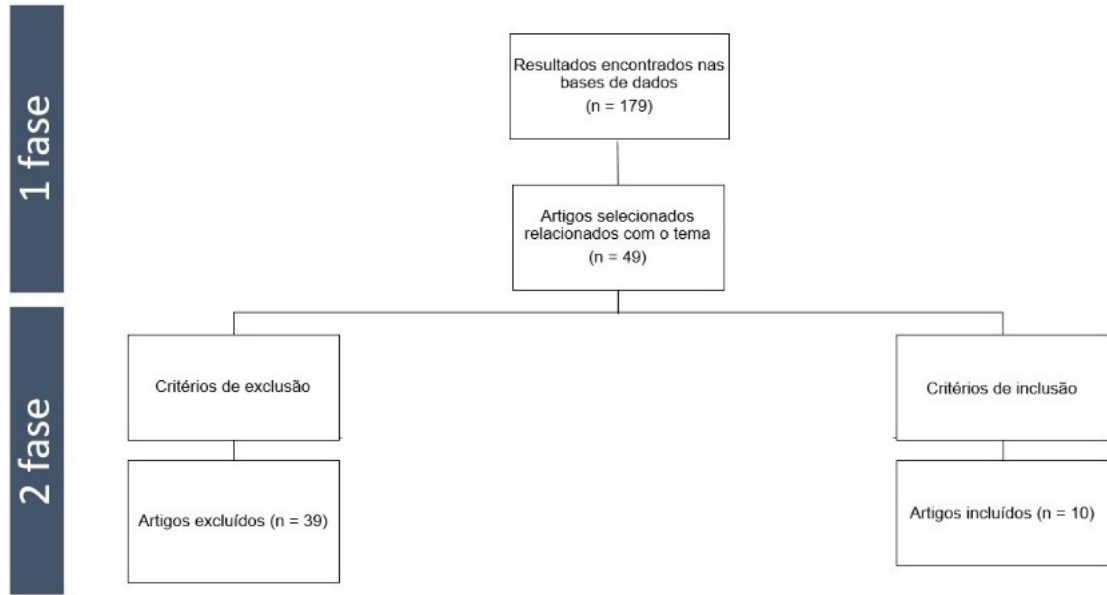 1 fase
Resultados encontrados nas
bases de dados
(n = 179)
Artigos selecionados
relacionados com o tema
(n = 49)
2 fase
Critérios de exclusão
Critérios de inclusão
Artigos excluídos (n = 39)
Artigos incluídos (n = 10)